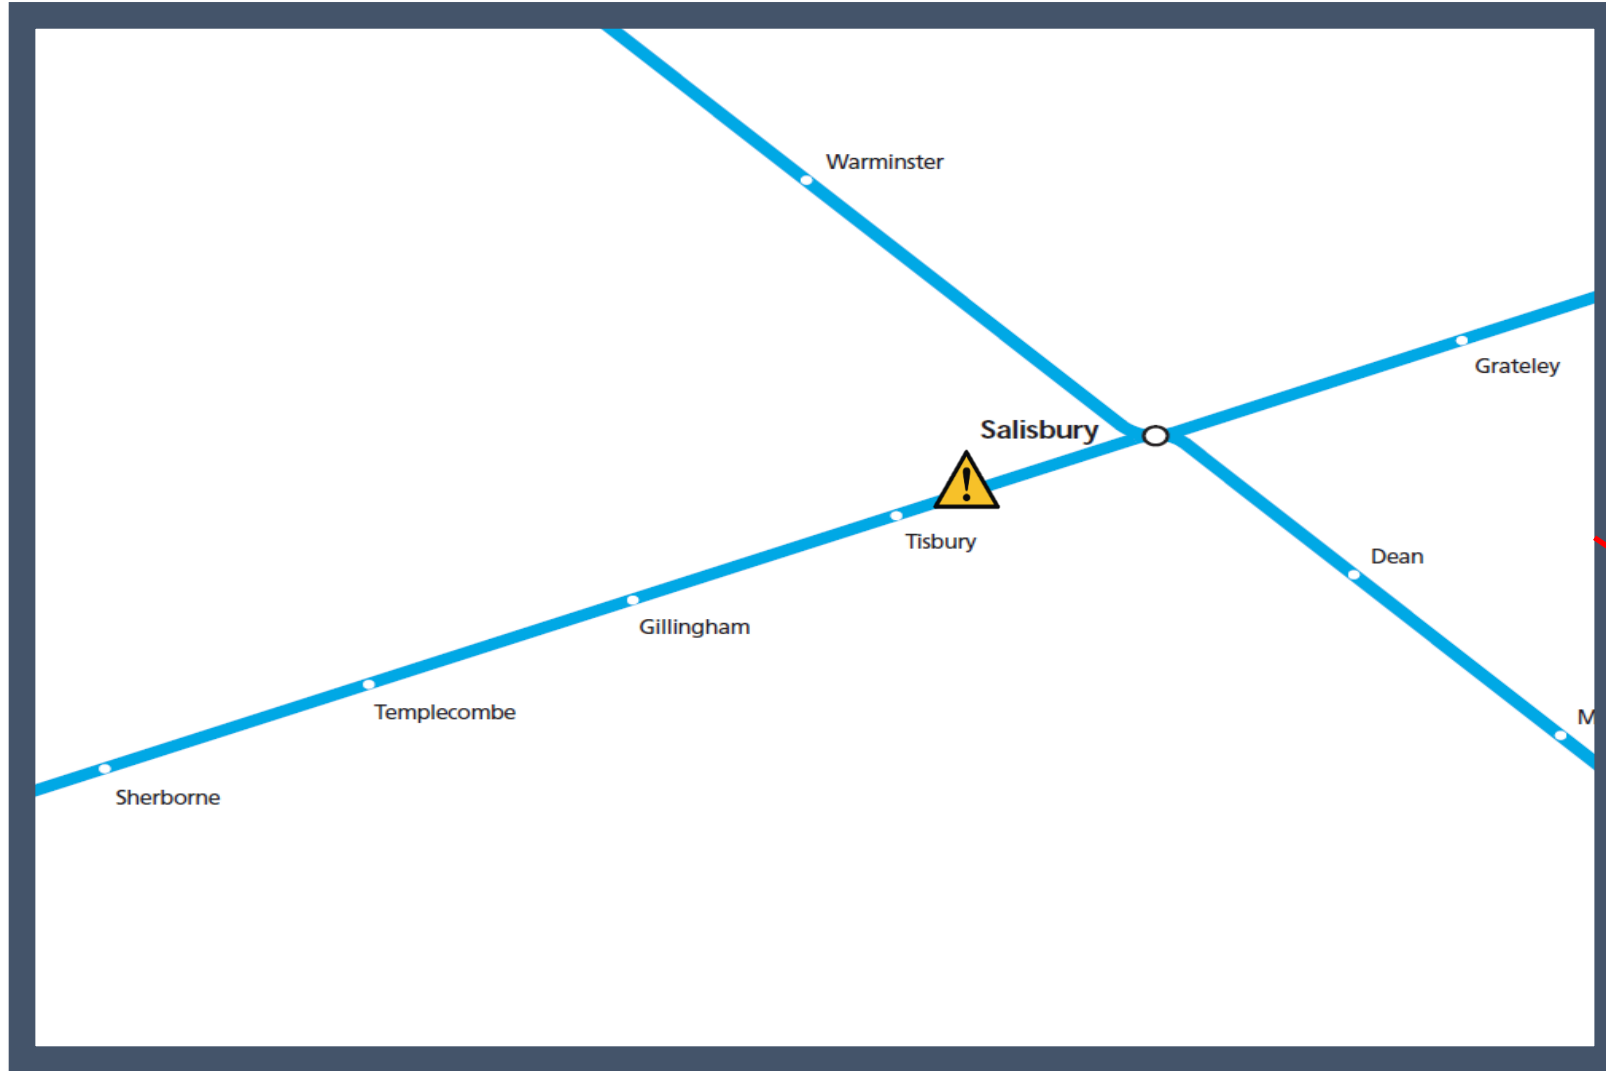 Warminster
Grateley
Salisbury
Tisbury
Dean
Gillingham
Templecombe
M
Sherborne